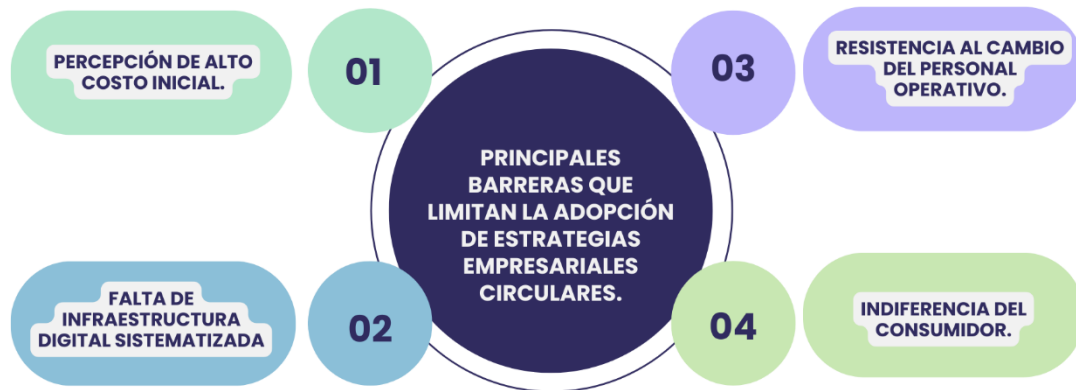 PERCEPCIÓN DE ALTO
COSTO INICIAL.
01
FALTA DE
INFRAESTRUCTURA
DIGITAL SISTEMATIZADA
02
PRINCIPALES
BARRERAS QUE
LIMITAN LA ADOPCIÓN
DE ESTRATEGIAS
EMPRESARIALES
CIRCULARES.
03
RESISTENCIA AL CAMBIO
DEL PERSONAL
OPERATIVO.
04
INDIFERENCIA DEL
CONSUMIDOR.